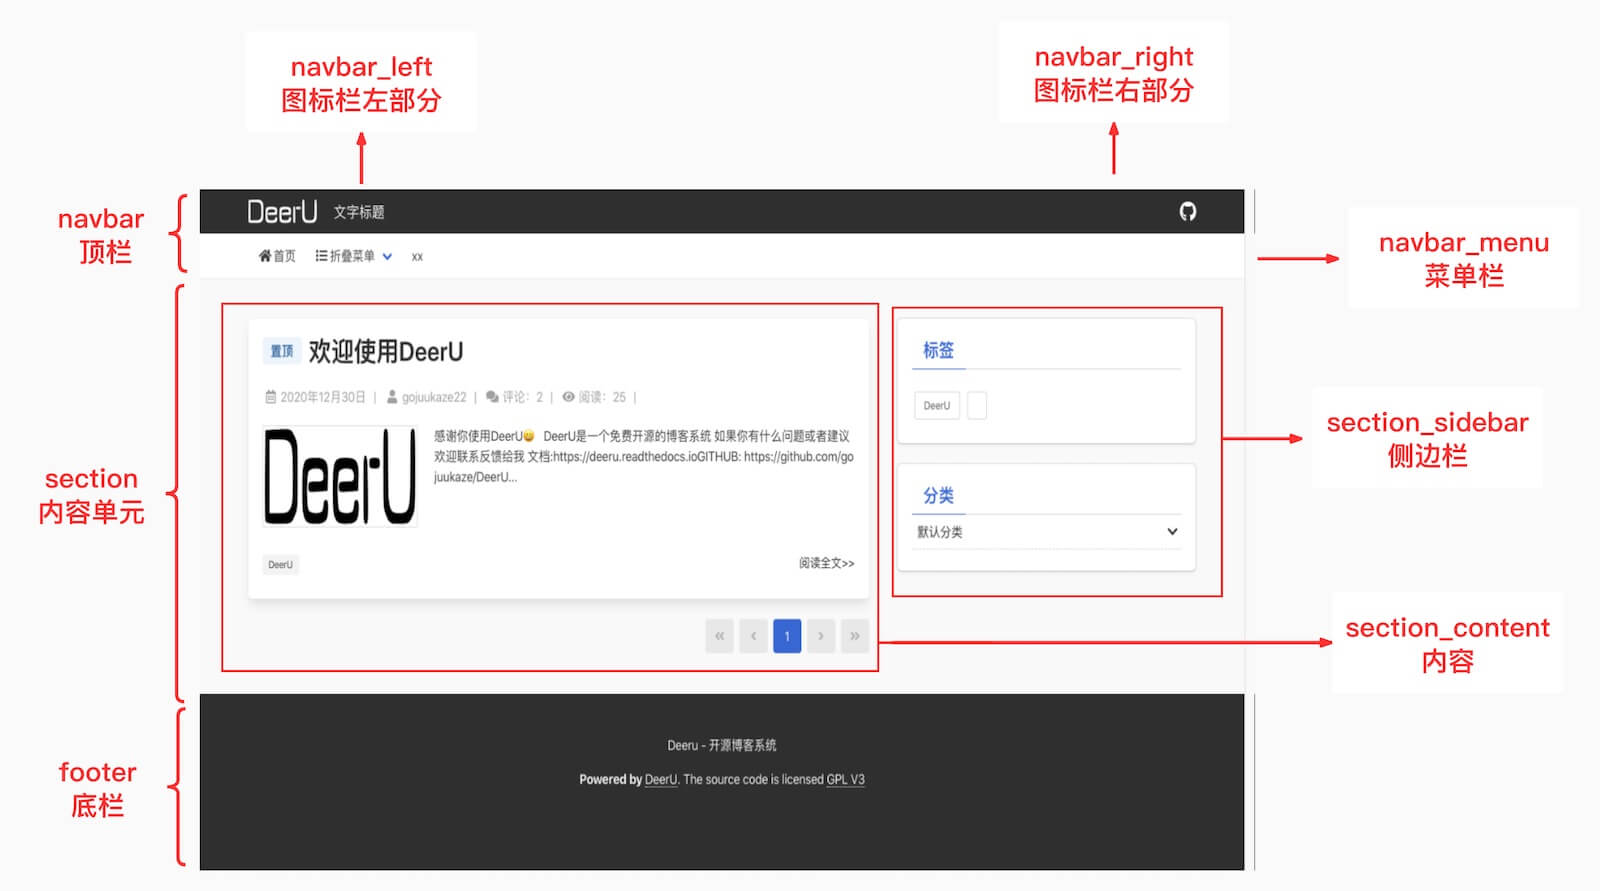 navbar_left
图标栏左部分
navbar_right
图标栏右部分
navbar
顶栏
DeerU 文字标题
首页 折叠菜单 xx
navbar_menu
菜单栏
section
内容单元
置顶 欢迎使用DeerU
2020年12月30日 | gojuukaze22 | 评论：2 | 阅读：25 |
DeerU
感谢你使用DeerU😀 DeerU是一个免费开源的博客系统 如果你有什么问题或者建议
欢迎联系反馈给我 文档:https://deeru.readthedocs.ioGITHUB: https://github.com/go
juukaze/DeerU...
DeerU
阅读全文>>
« ‹ 1 › »
标签
DeerU
分类
默认分类
section_sidebar
侧边栏
section_content
内容
footer
底栏
Deeru - 开源博客系统
Powered by DeerU. The source code is licensed GPL V3